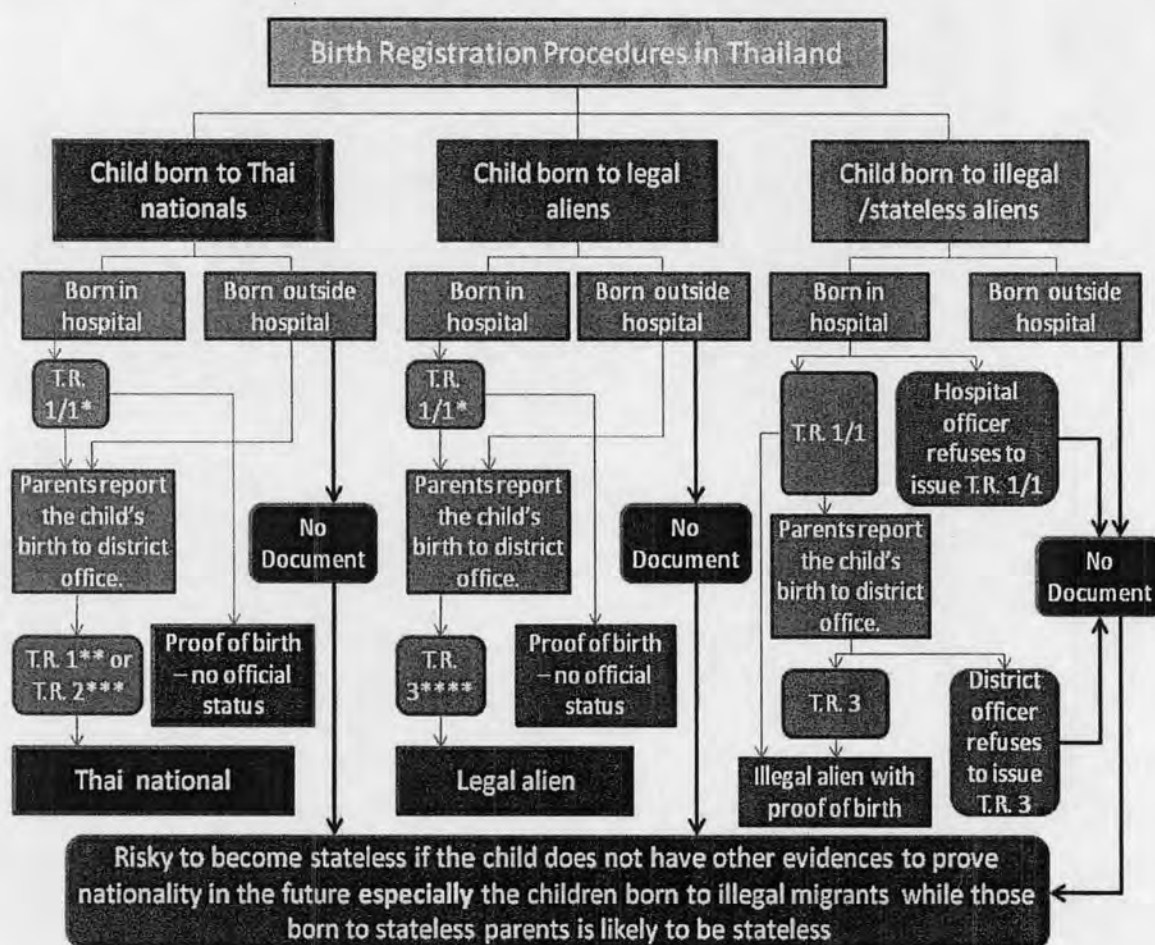 Birth Registration Procedures in Thailand
Child born to Thai
nationals
Child born to legal
aliens
Child born to illegal
/stateless aliens
Born in
hospital
Born outside
hospital
Born in
hospital
Born outside
hospital
Born in
hospital
Born outside
hospital
T.R.
1/1*
T.R.
1/1*
T.R. 1/1
Hospital
officer
refuses to
issue T.R. 1/1
Parents report
the child's
birth to district
office.
No
Document
Parents report
the child's
birth to district
office.
No
Document
Parents report
the child's
birth to district
office.
No
Document
T.R. 1** or
T.R. 2***
Proof of birth
– no official
status
T.R.
3****
Proof of birth
– no official
status
T.R. 3
District
officer
refuses
to issue
T.R. 3
Thai national
Legal alien
Illegal alien with
proof of birth
Risky to become stateless if the child does not have other evidences to prove
nationality in the future especially the children born to illegal migrants while those
born to stateless parents is likely to be stateless